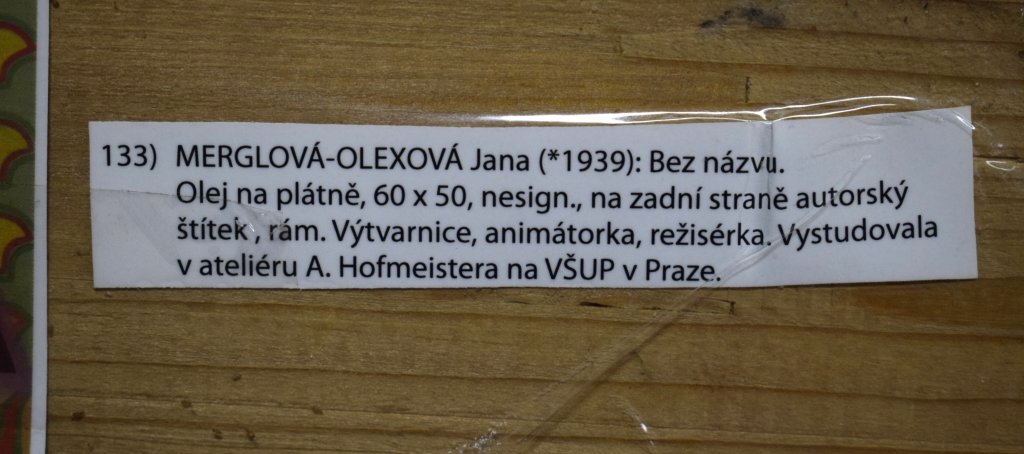 133) MERGLOVÁ-OLEXOVÁ Jana (*1939): Bez názvu.
Olej na plátně, 60 x 50, nesign., na zadní straně autorský
štítek , rám. Výtvarnice, animátorka, režisérka. Vystudovala
v ateliéru A. Hofmeistera na VŠUP v Praze.